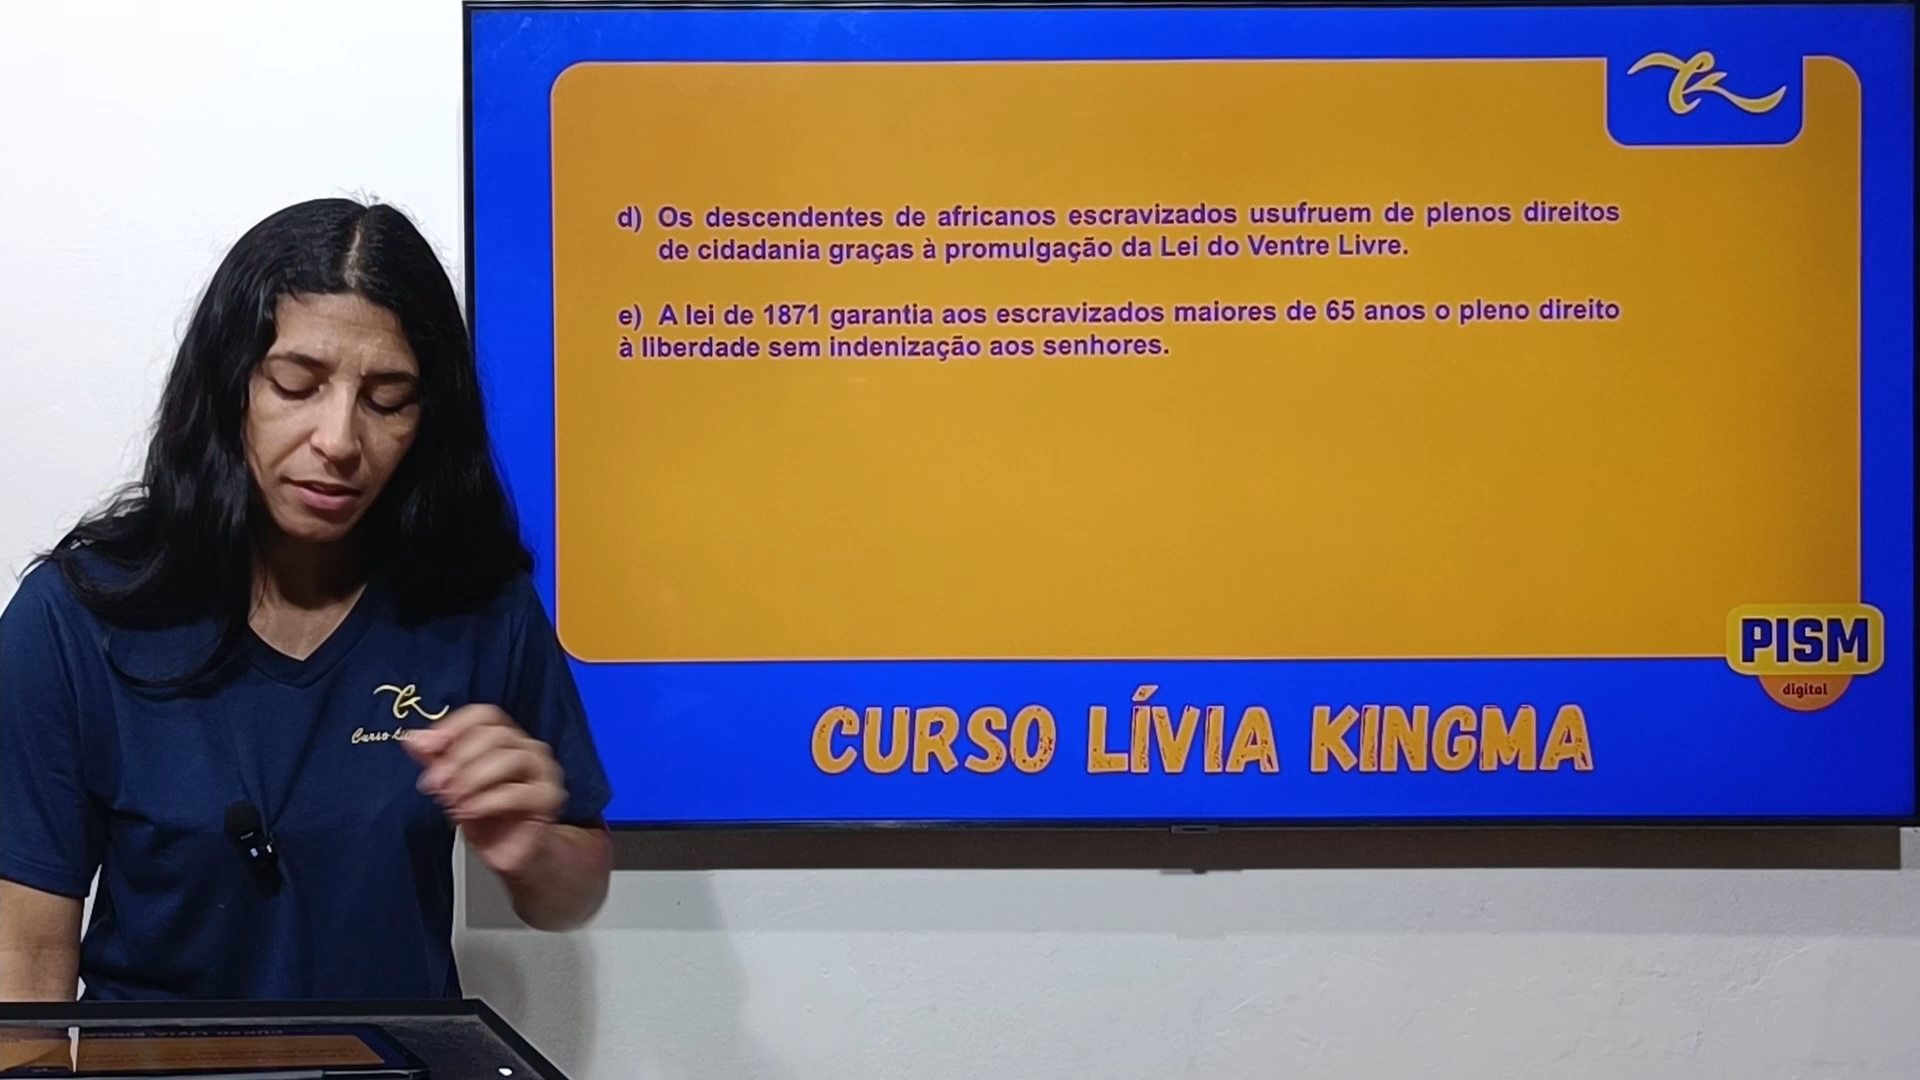 d) Os descendentes de africanos escravizados usufruem de plenos direitos
de cidadania graças à promulgação da Lei do Ventre Livre.
e) A lei de 1871 garantia aos escravizados maiores de 65 anos o pleno direito
à liberdade sem indenização aos senhores.
PISM
digital
CURSO LÍVIA KINGMA
Curso